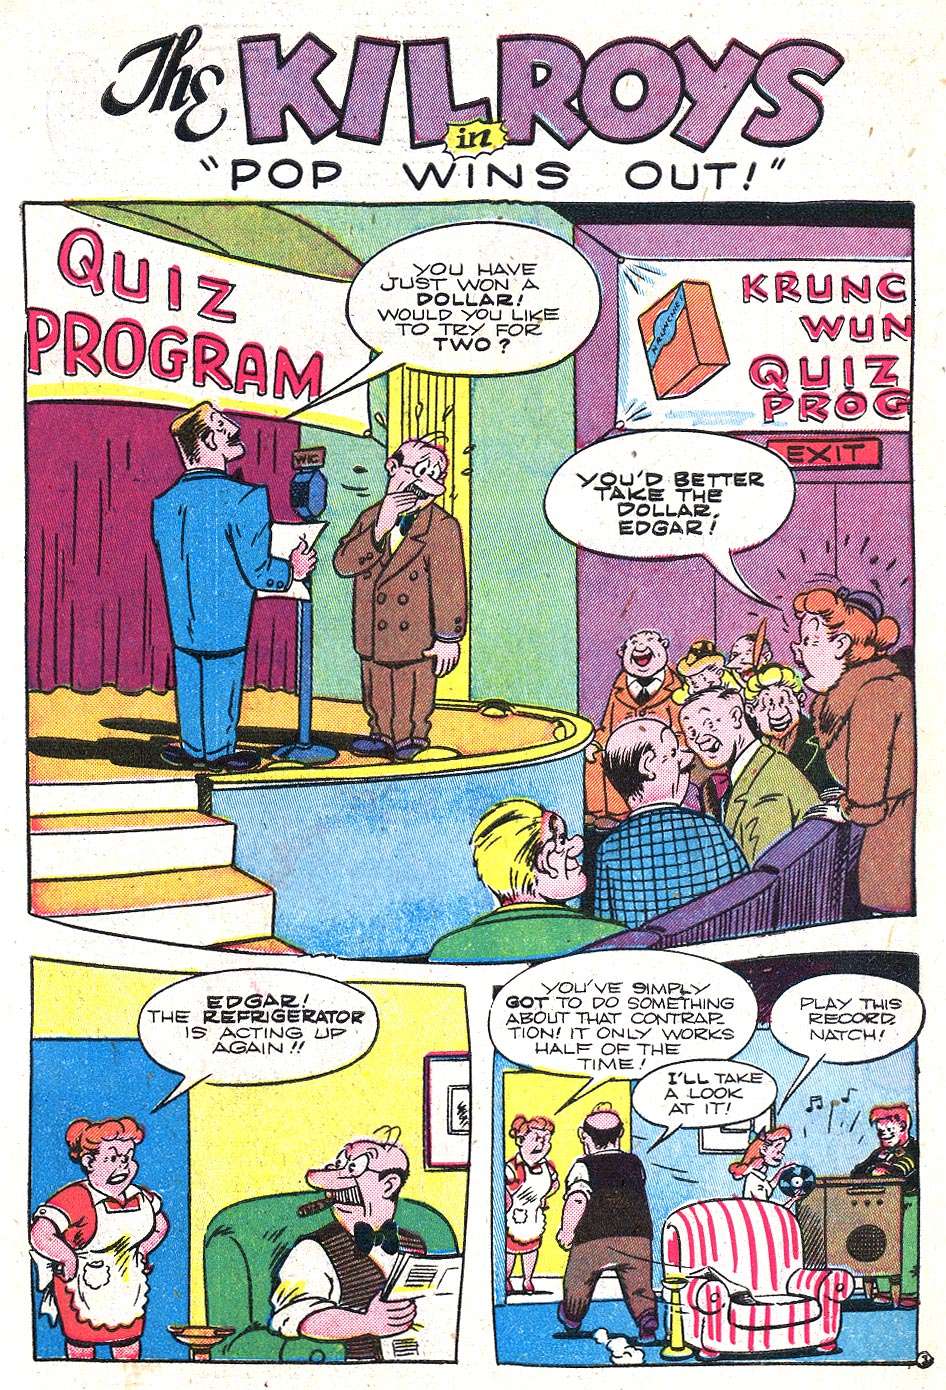 The KILROYS
in
"POP WINS OUT!"
QUIZ
PROGRAM
YOU HAVE
JUST WON A
DOLLAR!
WOULD YOU LIKE
TO TRY FOR
TWO?
KRUNCHIE
KRUNC
WUN
QUIZ
PROG
EXIT
WK
YOU'D BETTER
TAKE THE
DOLLAR,
EDGAR!
EDGAR!
THE REFRIGERATOR
IS ACTING UP
AGAIN!!
YOU'VE SIMPLY
GOT TO DO SOMETHING
ABOUT THAT CONTRAP-
TION! IT ONLY WORKS
HALF OF THE
TIME!
I'LL TAKE
A LOOK
AT IT!
PLAY THIS
RECORD,
NATCH!